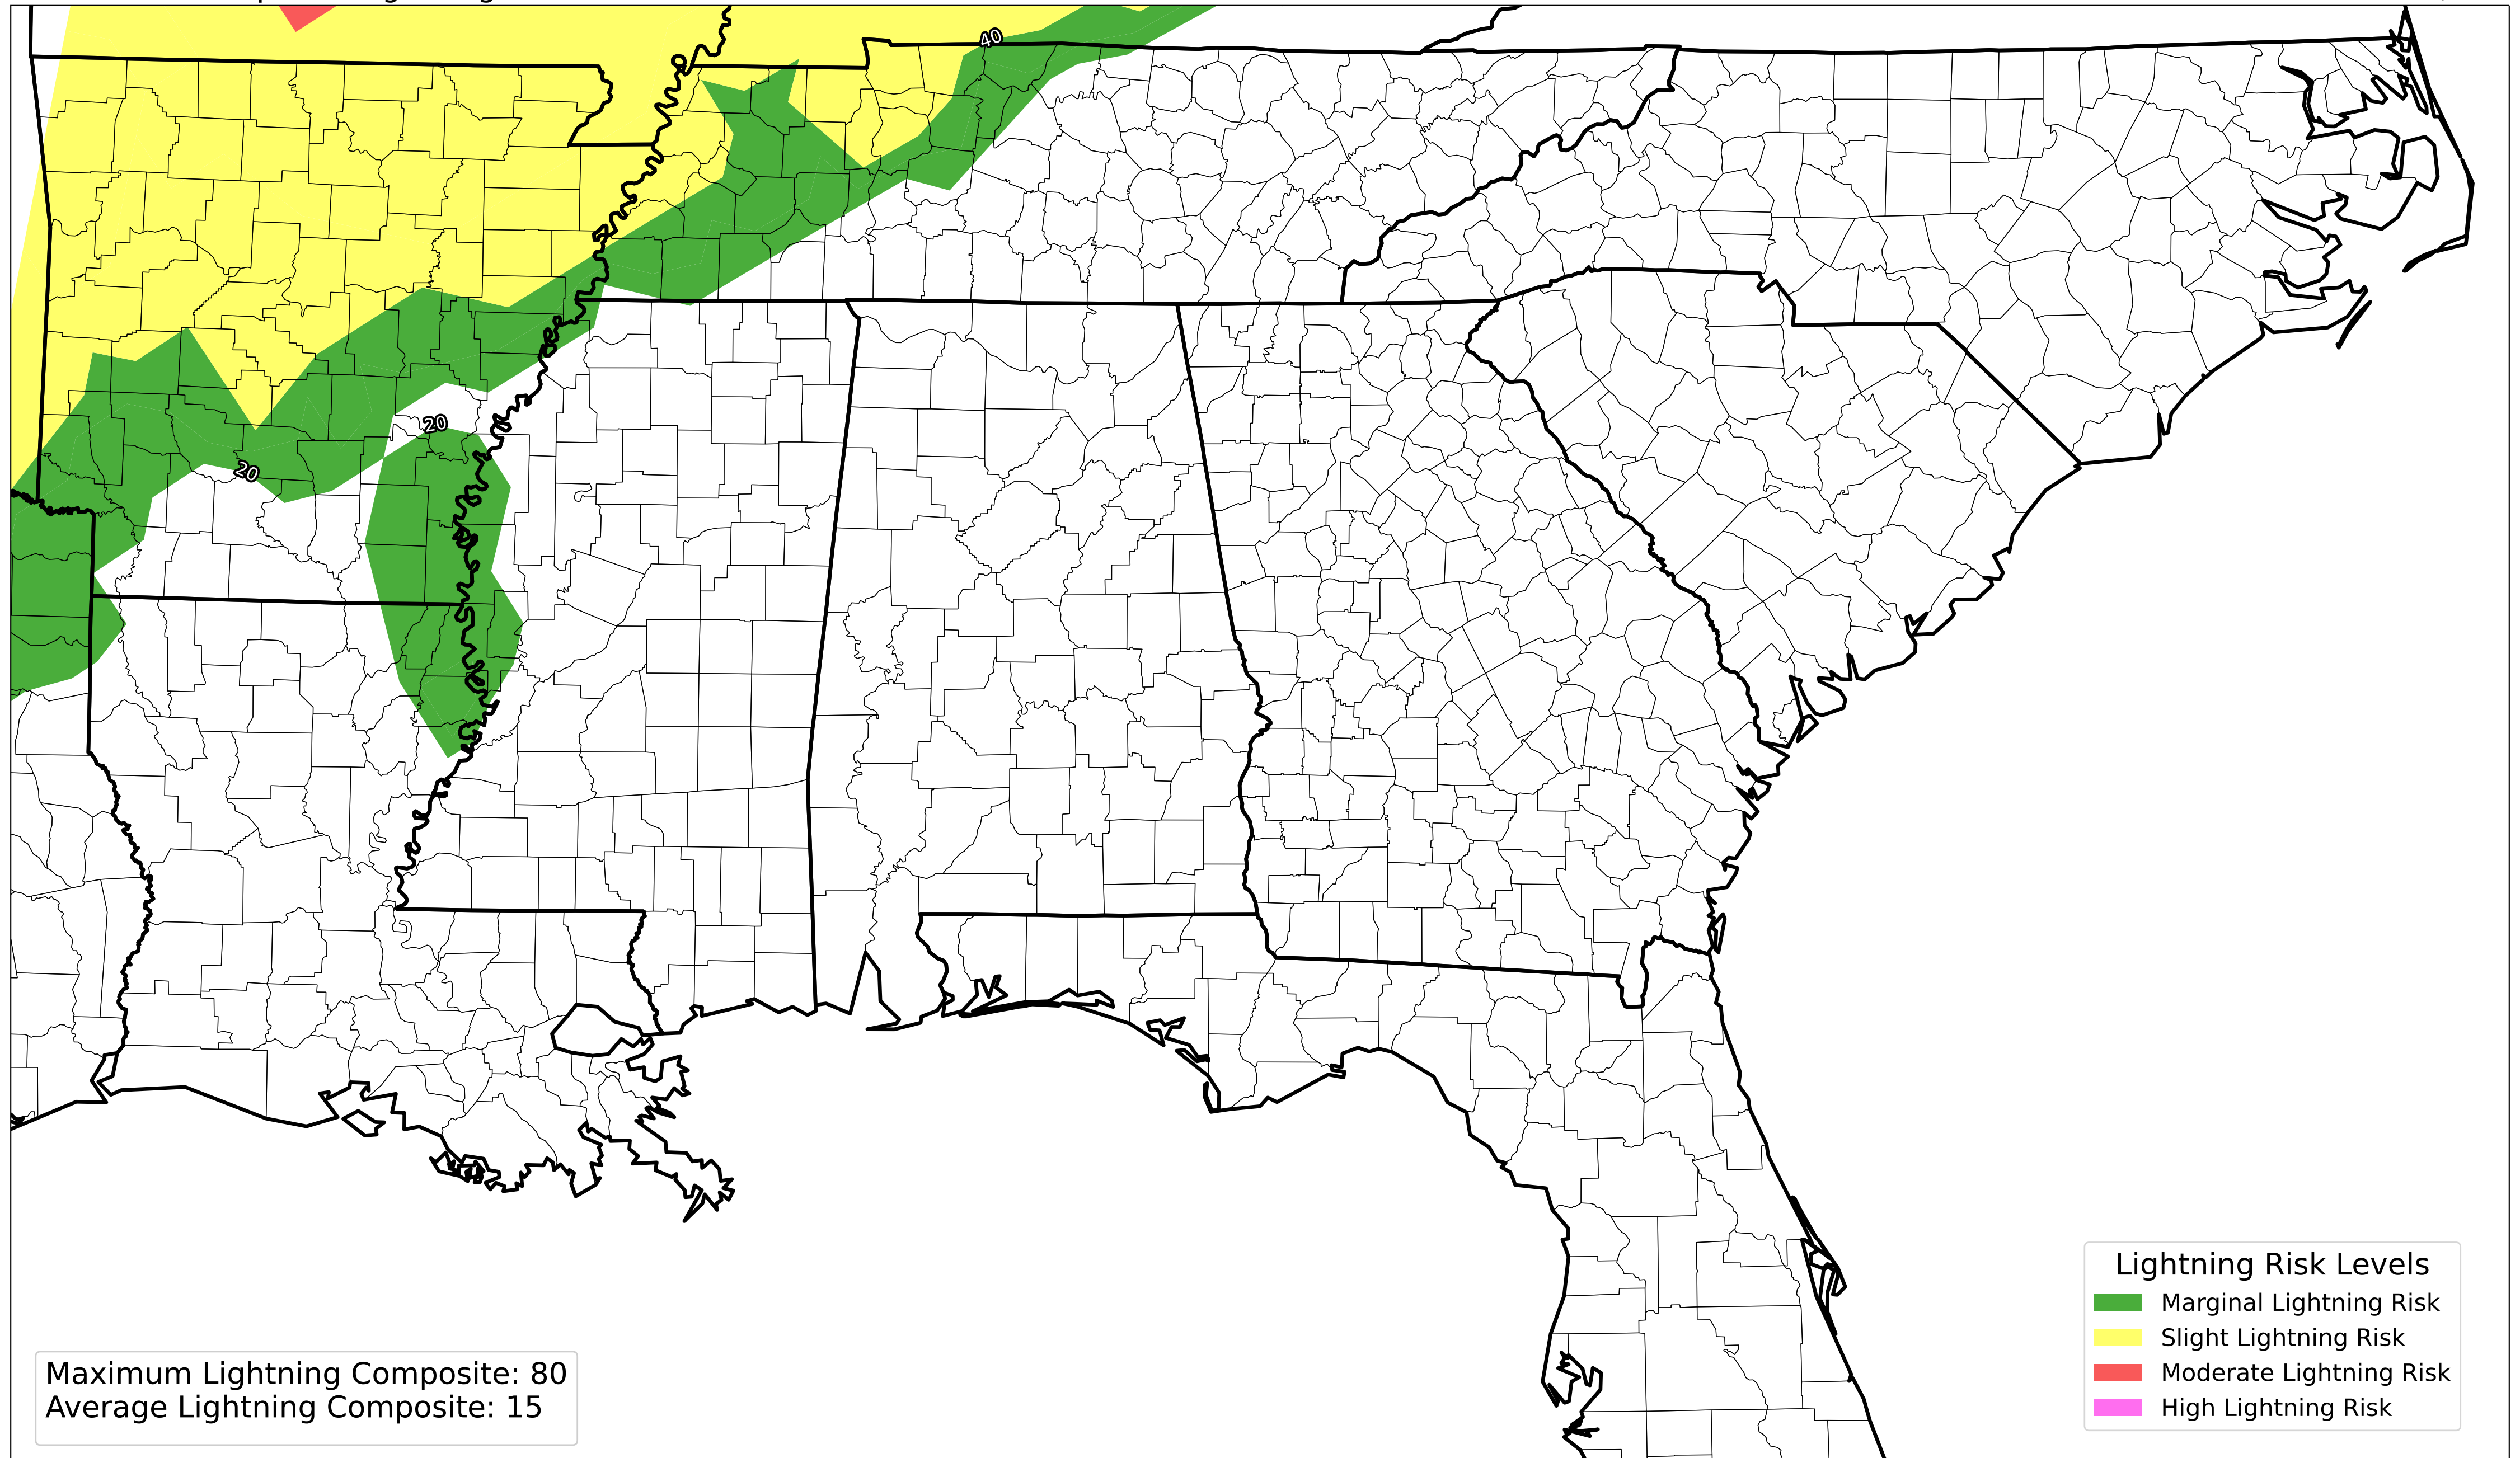 40
20
20
Lightning Risk Levels
Marginal Lightning Risk
Slight Lightning Risk
Moderate Lightning Risk
High Lightning Risk
Maximum Lightning Composite: 80
Average Lightning Composite: 15